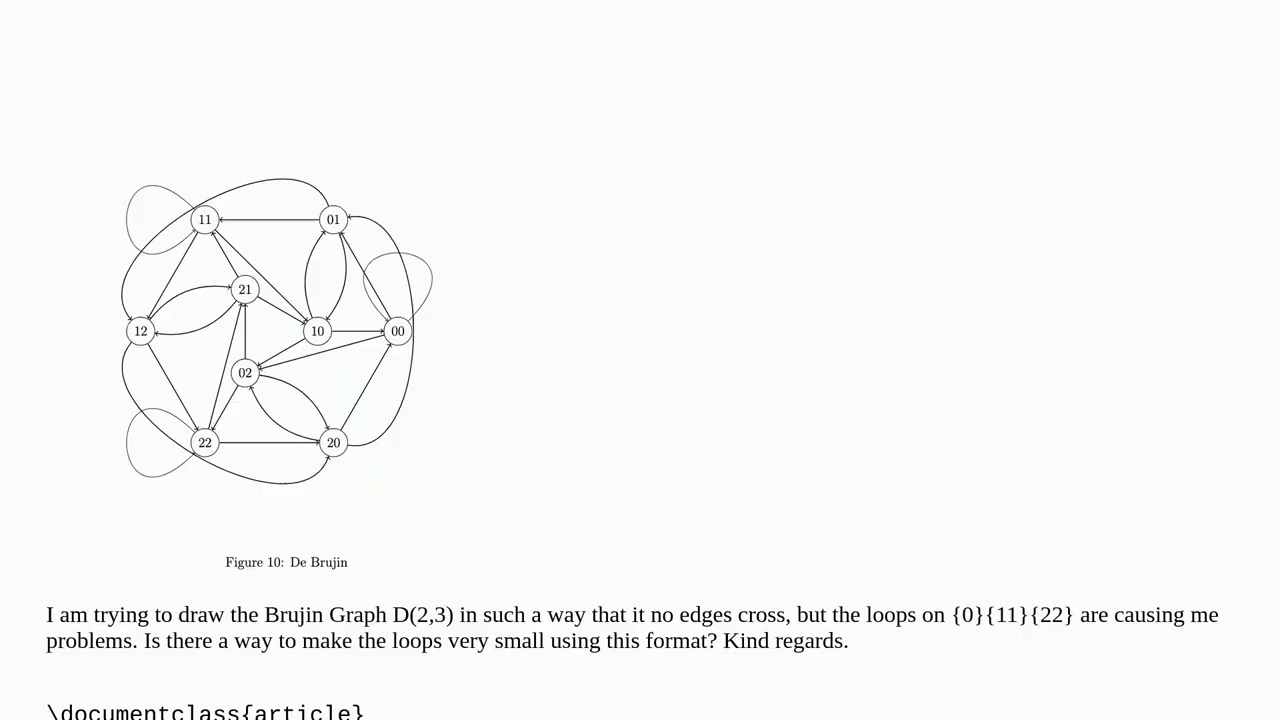 11
01
21
12
10
00
02
22
20
Figure 10: De Brujin
I am trying to draw the Brujin Graph D(2,3) in such a way that it no edges cross, but the loops on {0}{11}{22} are causing me
problems. Is there a way to make the loops very small using this format? Kind regards.
\documentclass{article}